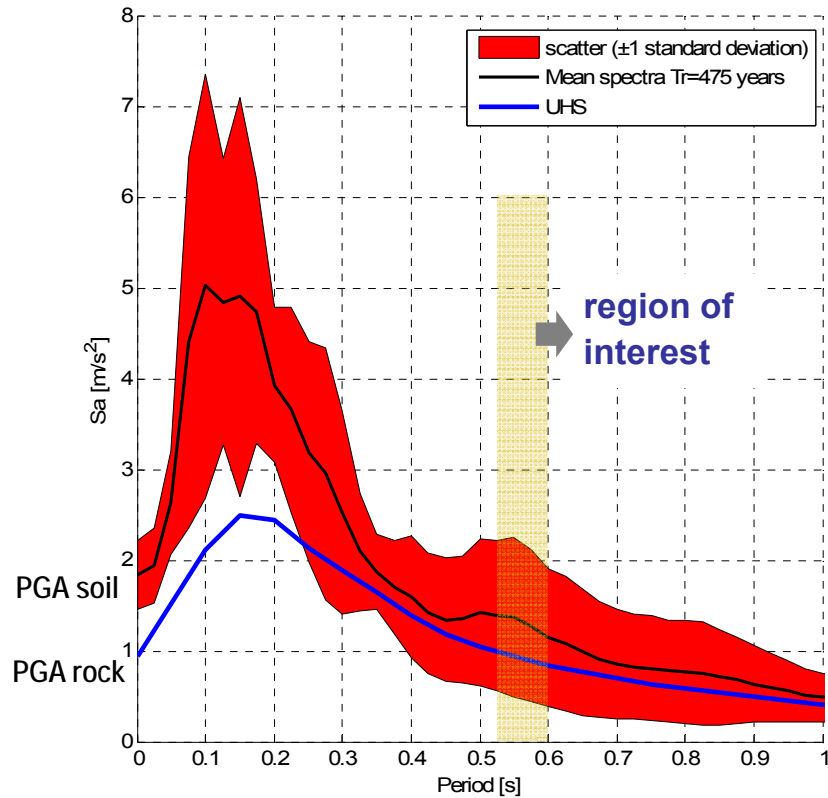 8
7
6
5
4
3
2
1
0
Sa [m/s²]
scatter (±1 standard deviation)
Mean spectra Tr=475 years
UHS
region of
interest
PGA soil
PGA rock
0 0.1 0.2 0.3 0.4 0.5 0.6 0.7 0.8 0.9 1
Period [s]